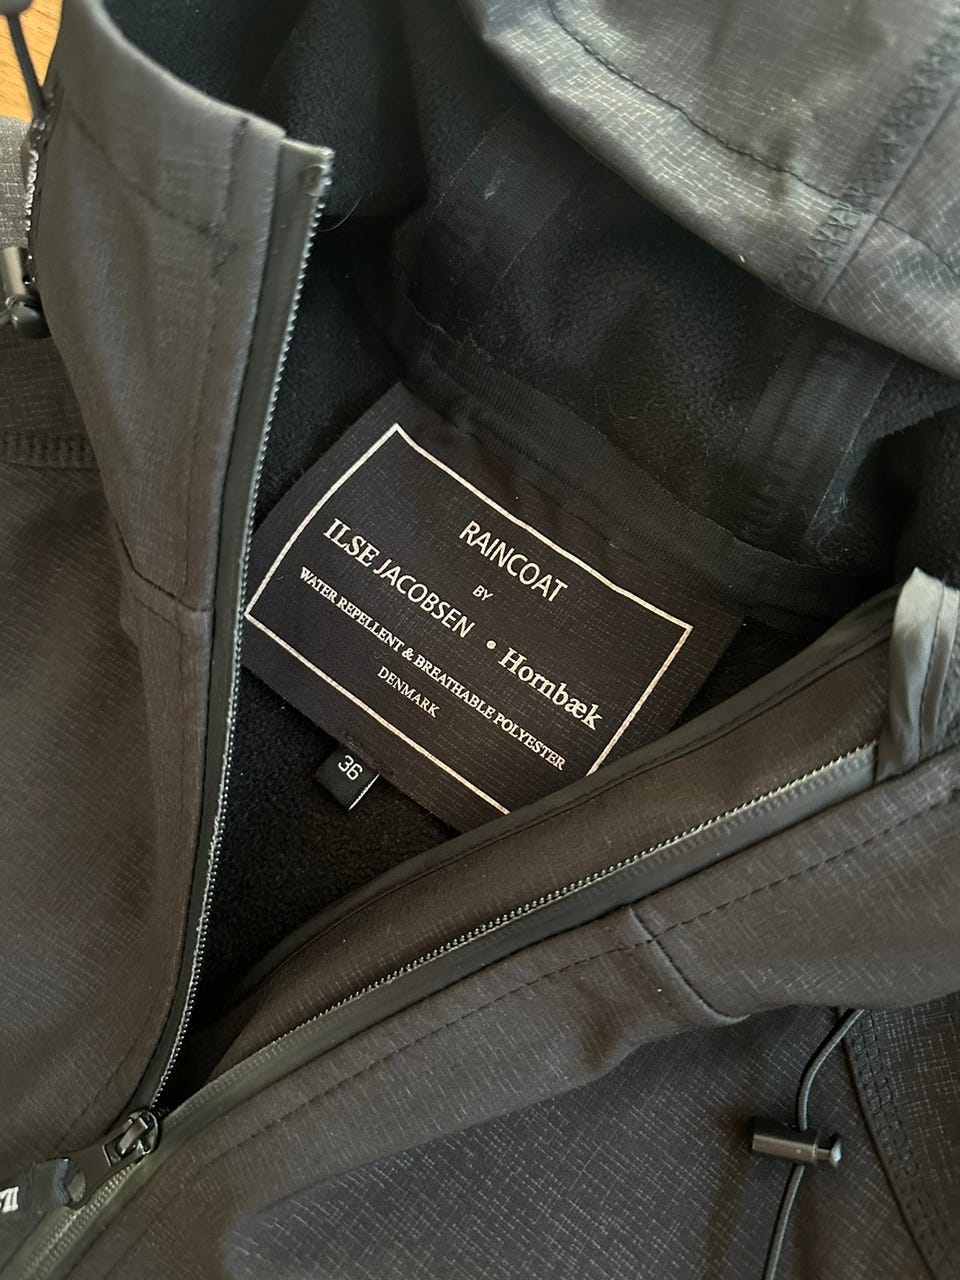 RAINCOAT
BY
ILSE JACOBSEN • Hornbæk
WATER REPELLENT & BREATHABLE POLYESTER
DENMARK
36